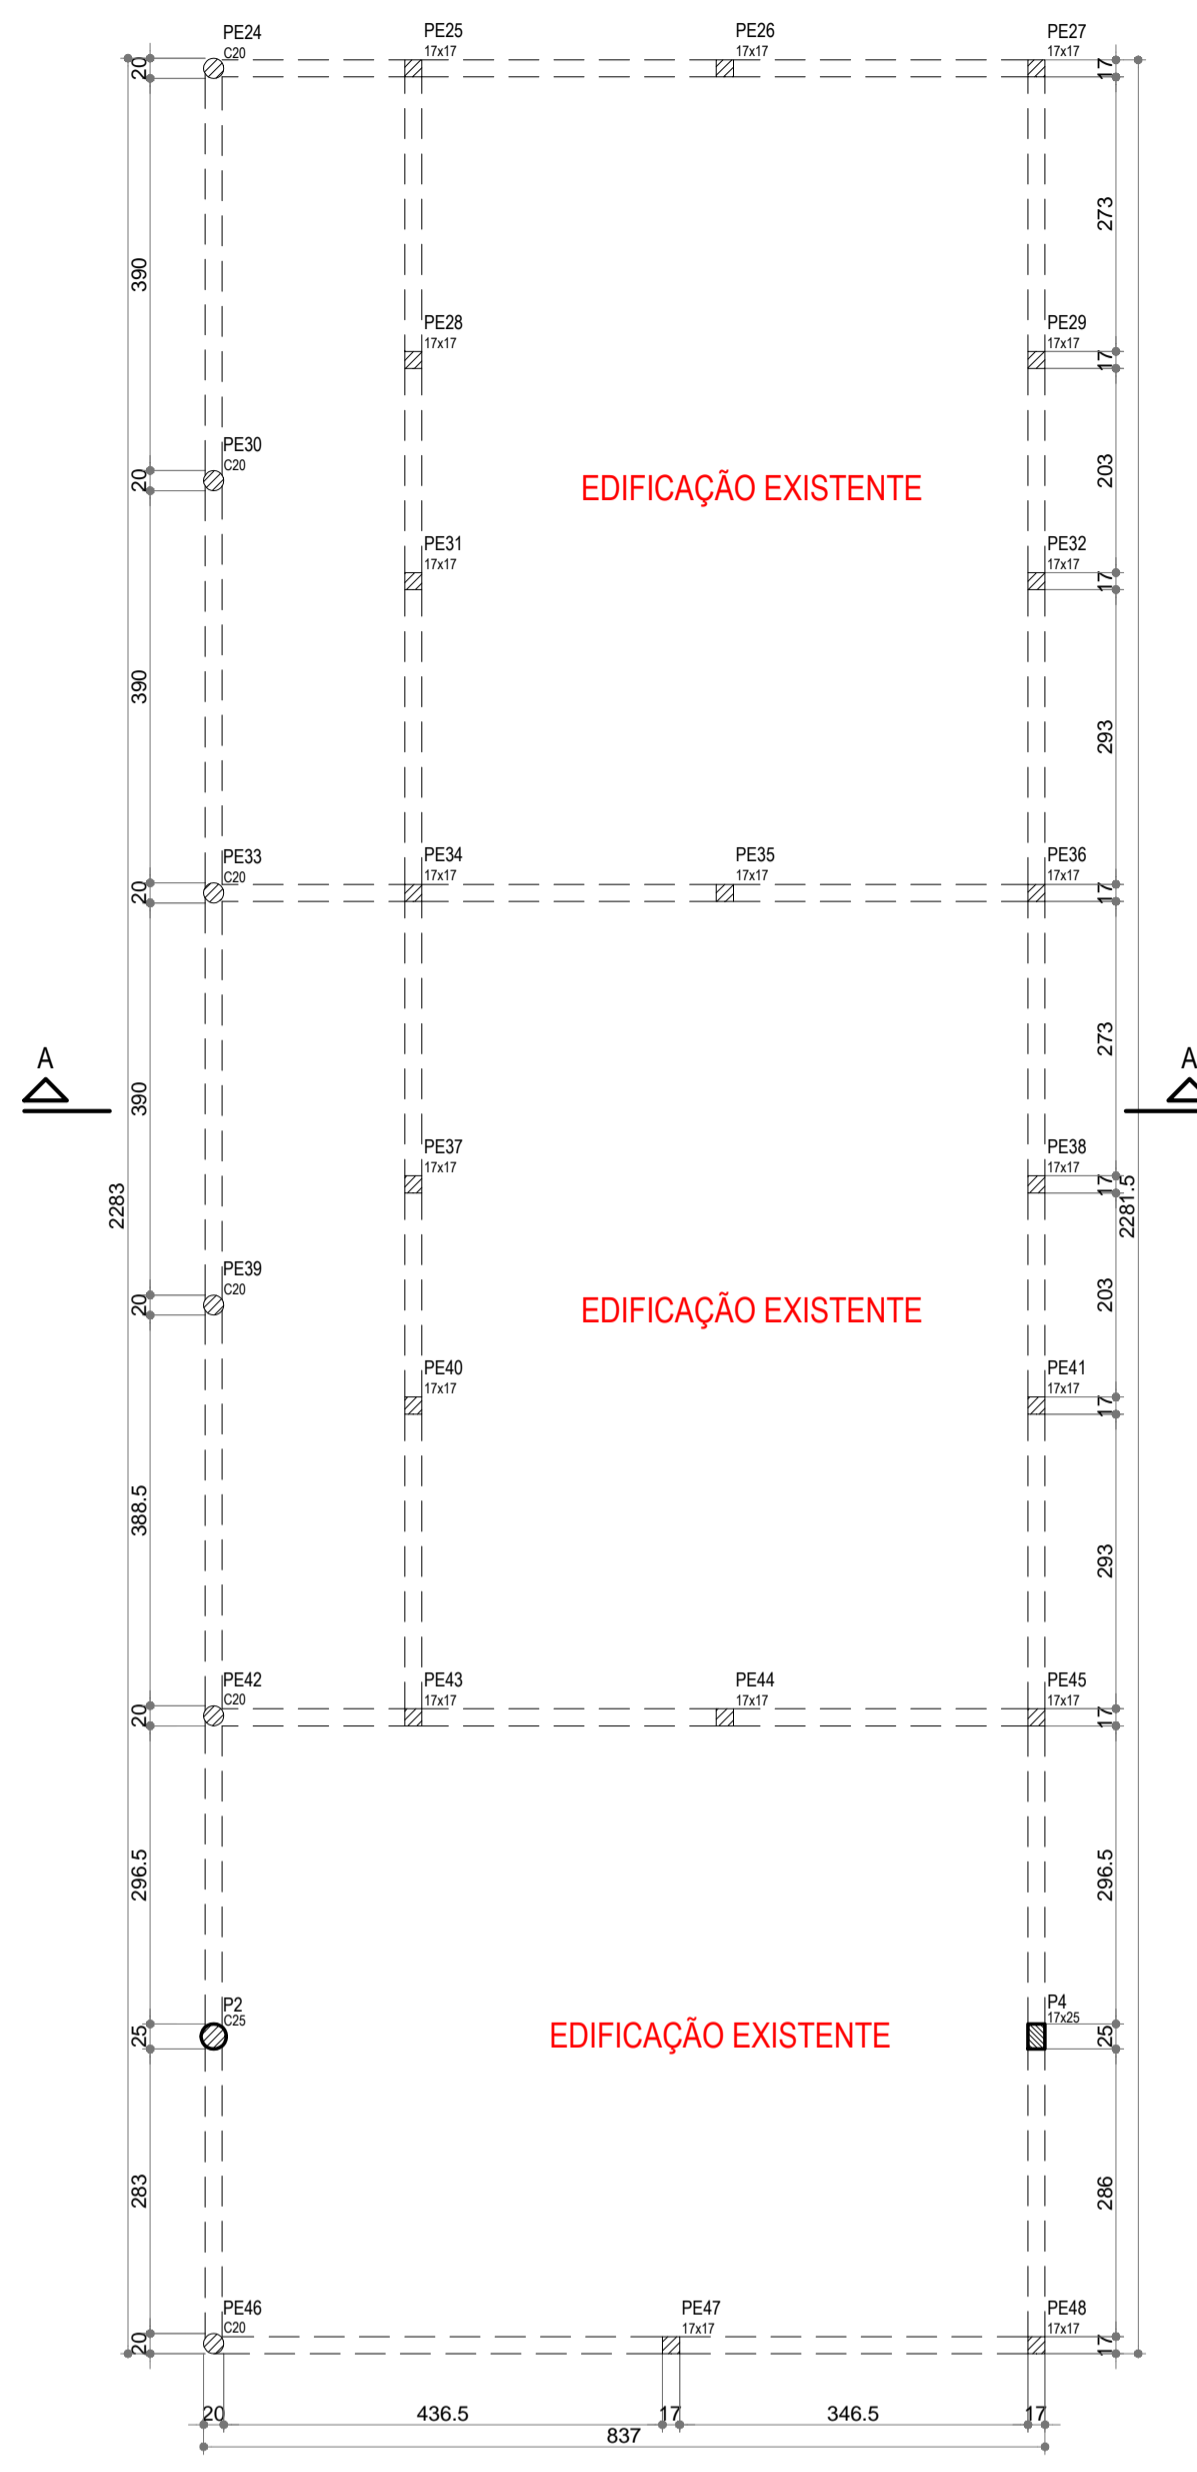 PE24
C20
PE25
17x17
PE26
17x17
PE27
17x17
20
17
390
273
PE28
17x17
PE29
17x17
17
PE30
C20
20
203
EDIFICAÇÃO EXISTENTE
PE31
17x17
PE32
17x17
17
390
293
PE33
C20
PE34
17x17
PE35
17x17
PE36
17x17
20
17
A
A
390
273
PE37
17x17
PE38
17x17
17
2283
2281.5
PE39
C20
20
203
EDIFICAÇÃO EXISTENTE
PE40
17x17
PE41
17x17
17
388.5
293
PE42
C20
PE43
17x17
PE44
17x17
PE45
17x17
20
17
296.5
296.5
P2
C25
P4
17x25
25
25
EDIFICAÇÃO EXISTENTE
283
286
PE46
C20
PE47
17x17
PE48
17x17
20
17
20
436.5
17
346.5
17
837